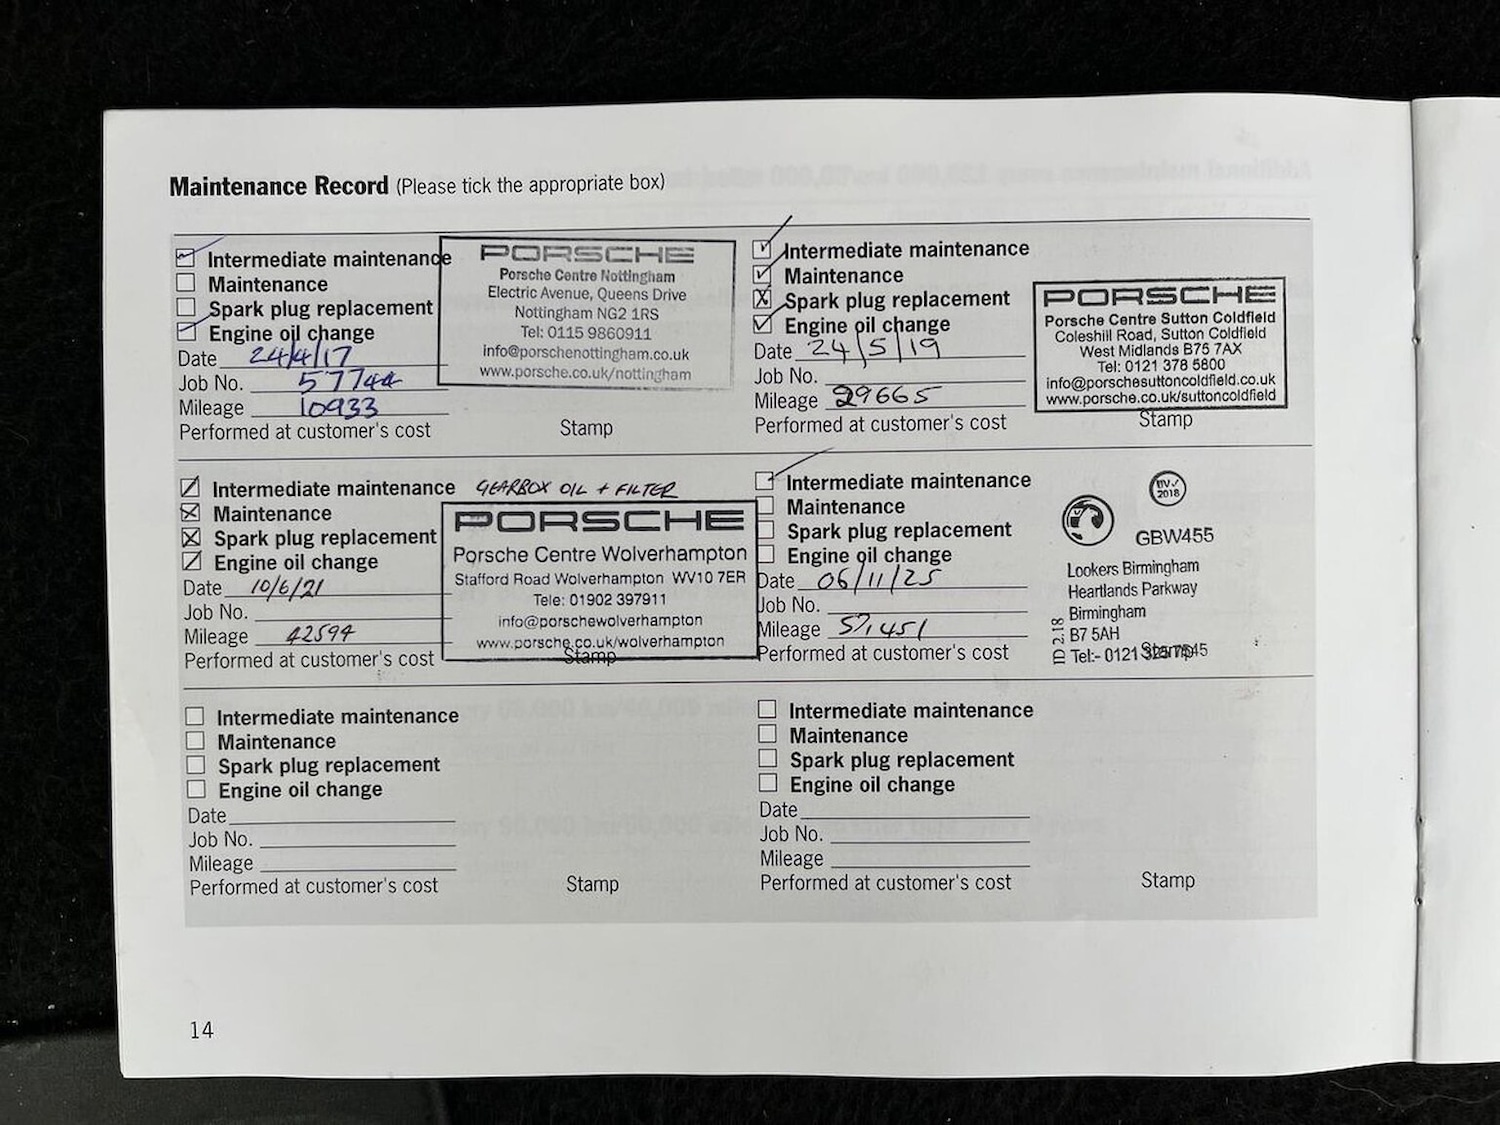 Maintenance Record (Please tick the appropriate box)
Intermediate maintenance
Maintenance
Spark plug replacement
Engine oil change
Date 24/4/17
Job No. 57744
Mileage 10933
Performed at customer's cost
Stamp
PORSCHE
Porsche Centre Nottingham
Electric Avenue, Queens Drive
Nottingham NG2 1RS
Tel: 0115 9860911
info@porschenottingham.co.uk
www.porsche.co.uk/nottingham
Intermediate maintenance
Maintenance
Spark plug replacement
Engine oil change
Date 24/5/19
Job No.
Mileage 29665
Performed at customer's cost
PORSCHE
Porsche Centre Sutton Coldfield
Coleshill Road, Sutton Coldfield
West Midlands B75 7AX
Tel: 0121 378 5800
info@porschesuttoncoldfield.co.uk
www.porsche.co.uk/suttoncoldfield
Stamp
Intermediate maintenance GEARBOX OIL + FILTER
Maintenance
Spark plug replacement
Engine oil change
Date 10/6/21
Job No.
Mileage 42594
Performed at customer's cost
PORSCHE
Porsche Centre Wolverhampton
Stafford Road Wolverhampton WV10 7ER
Tele: 01902 397911
info@porschewolverhampton
www.porsche.co.uk/wolverhampton
Stamp
Intermediate maintenance
Maintenance
Spark plug replacement
Engine oil change
Date 06/11/25
Job No.
Mileage 57,451
Performed at customer's cost
2018
GBW455
Lookers Birmingham
Heartlands Parkway
Birmingham
B7 5AH
Tel:- 0121
Stamp
ID 2.18
Intermediate maintenance
Maintenance
Spark plug replacement
Engine oil change
Date
Job No.
Mileage
Performed at customer's cost
Stamp
Intermediate maintenance
Maintenance
Spark plug replacement
Engine oil change
Date
Job No.
Mileage
Performed at customer's cost
Stamp
14